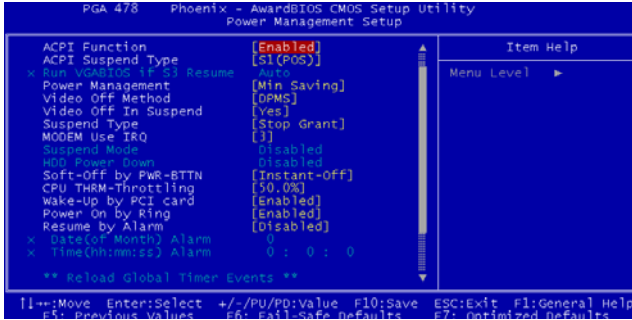 PGA 478 Phoenix - AwardBIOS CMOS Setup Utility
Power Management Setup
ACPI Function [Enabled]
ACPI Suspend Type [S1(POS)]
x Run VGABIOS if S3 Resume Auto
Power Management [Min Saving]
Video Off Method [DPMS]
Video Off In Suspend [Yes]
Suspend Type [Stop Grant]
MODEM Use IRQ [3]
Suspend Mode Disabled
HDD Power Down Disabled
Soft-Off by PWR-BTTN [Instant-Off]
CPU THRM-Throttling [50.0%]
Wake-Up by PCI card [Enabled]
Power On by Ring [Enabled]
Resume by Alarm [Disabled]
x Date(of Month) Alarm 0
x Time(hh:mm:ss) Alarm 0 : 0 : 0
** Reload Global Timer Events **
Item Help
Menu Level ►
↑↓→←:Move Enter:Select +/-/PU/PD:Value F10:Save ESC:Exit F1:General Help
F5: Previous Values F6: Fail-Safe Defaults F7: Optimized Defaults